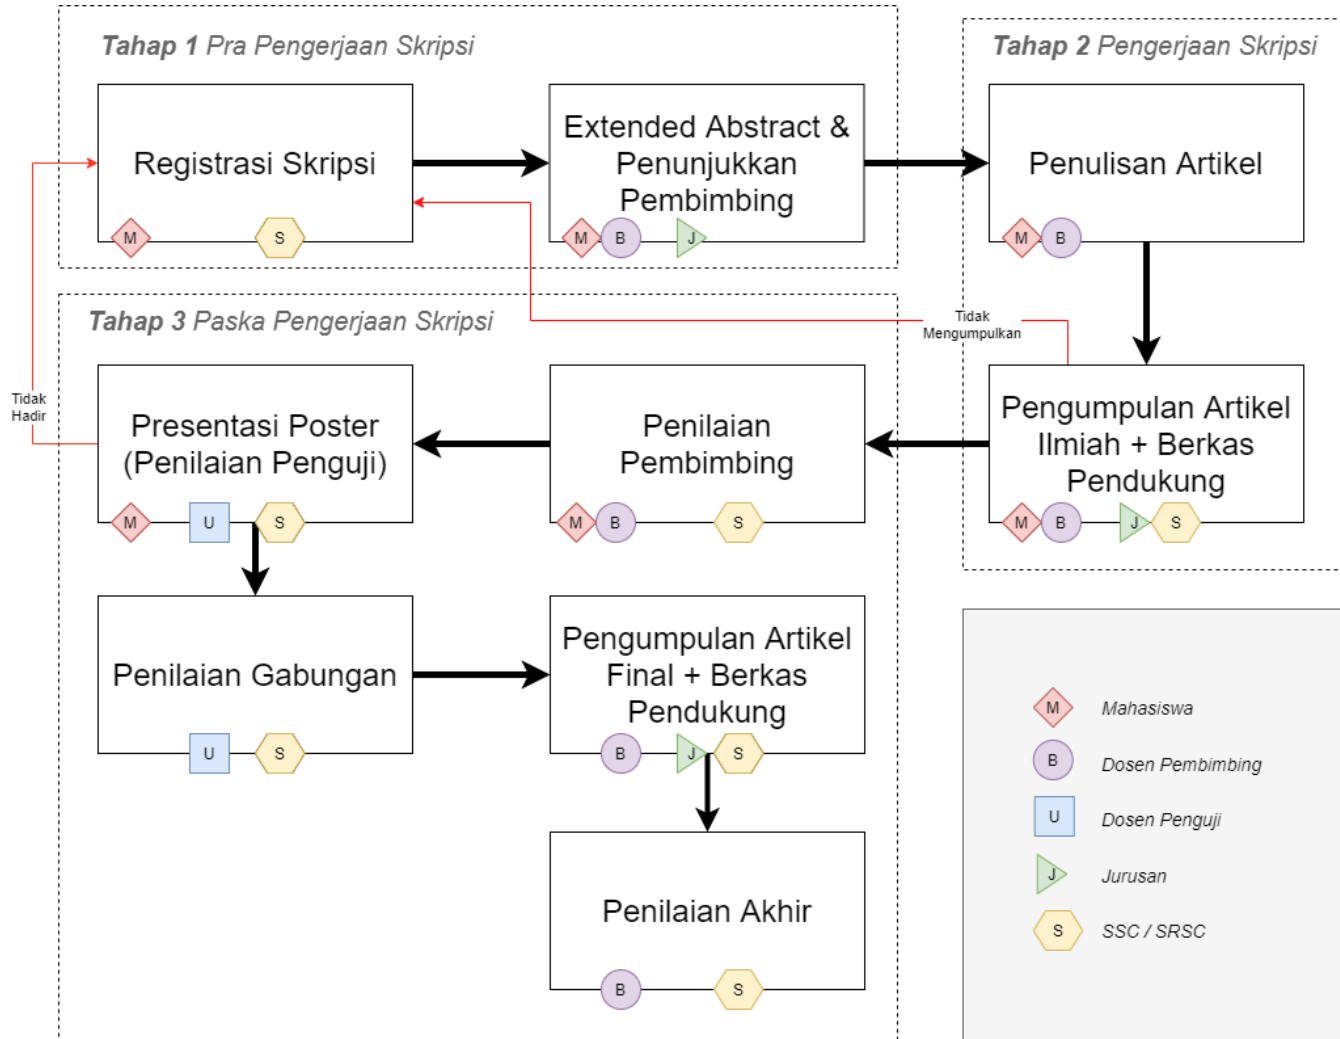 Tahap 1 Pra Pengerjaan Skripsi
Registrasi Skripsi
M
S
Extended Abstract &
Penunjukkan
Pembimbing
M
B
J
Tahap 2 Pengerjaan Skripsi
Penulisan Artikel
M
B
Tidak
Mengumpulkan
Pengumpulan Artikel
Ilmiah + Berkas
Pendukung
M
B
J
S
Tahap 3 Paska Pengerjaan Skripsi
Penilaian
Pembimbing
M
B
S
Presentasi Poster
(Penilaian Penguji)
M
U
S
Tidak
Hadir
Penilaian Gabungan
U
S
Pengumpulan Artikel
Final + Berkas
Pendukung
B
J
S
Penilaian Akhir
B
S
M Mahasiswa
B Dosen Pembimbing
U Dosen Penguji
J Jurusan
S SSC / SRSC